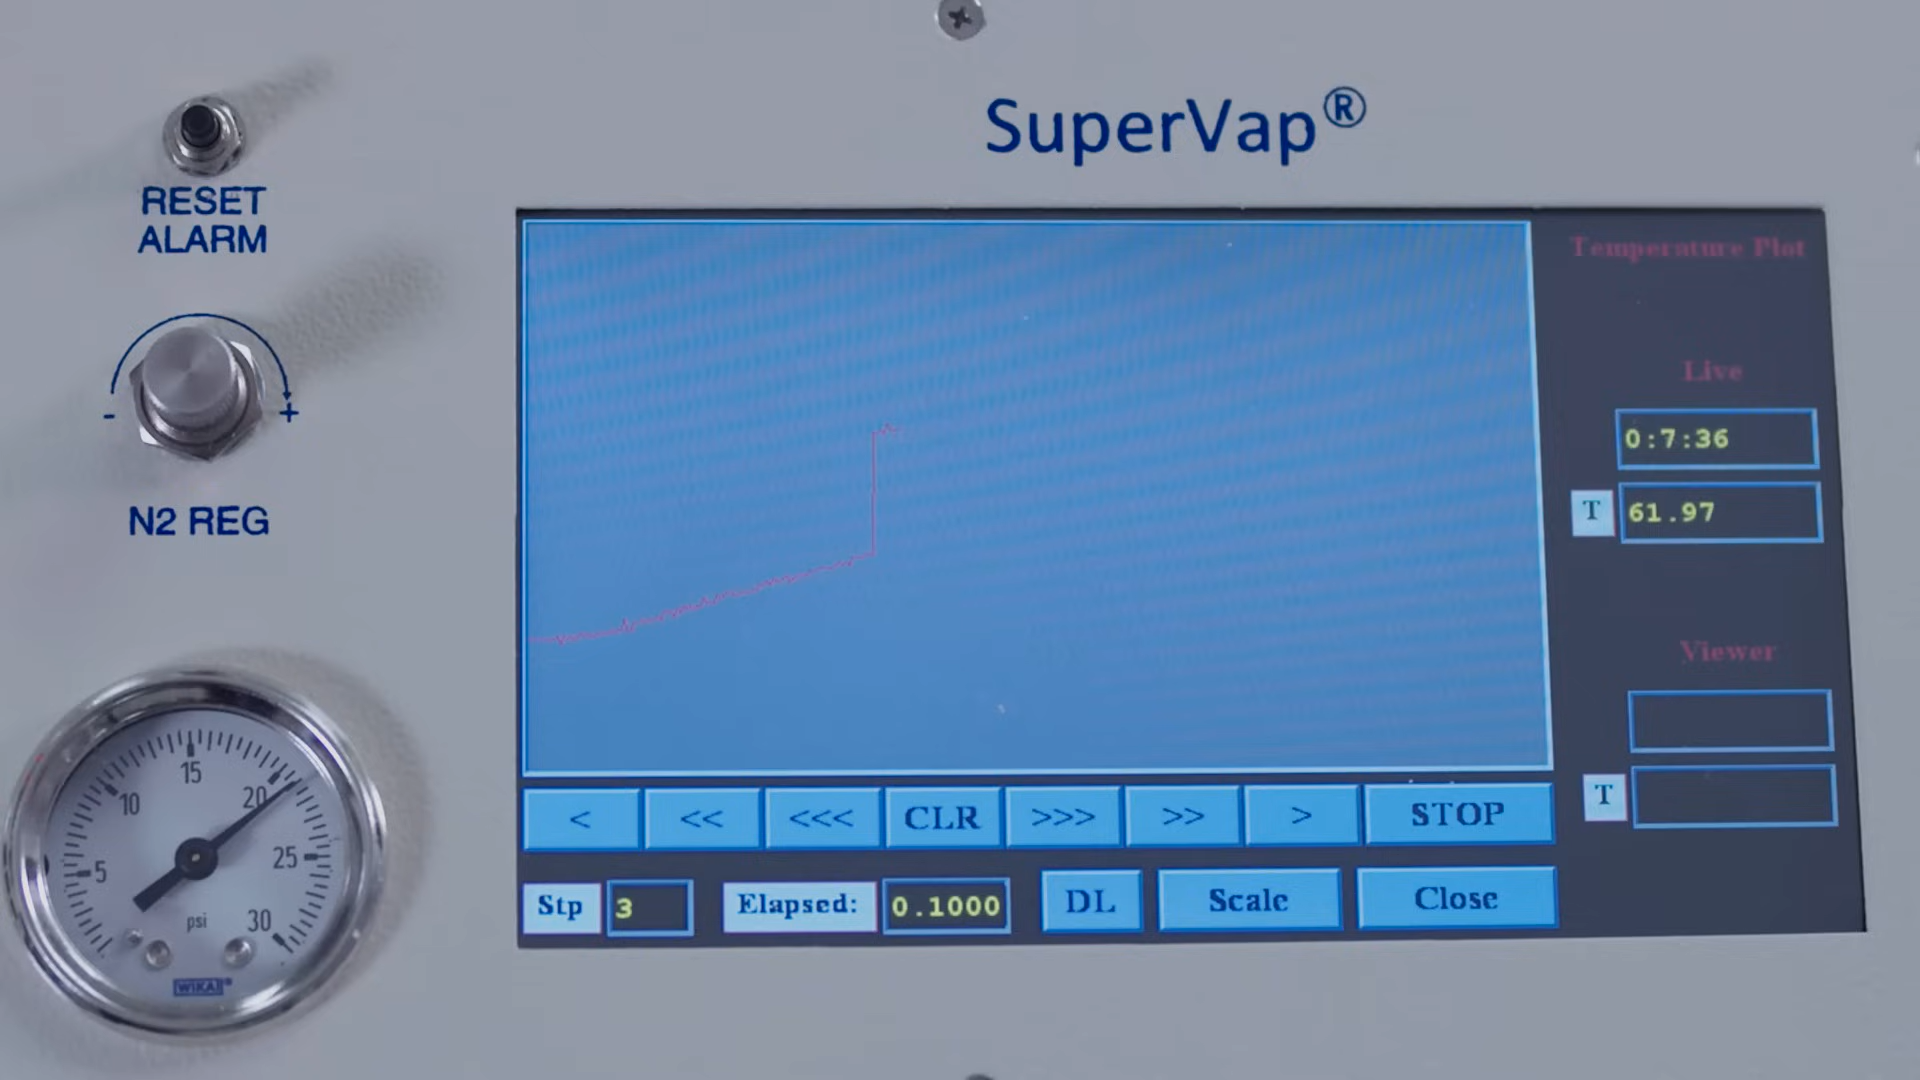 SuperVap®
RESET
ALARM
- +
N2 REG
5 10 15 20 25 30
psi
WIKA
Temperature Plot
Live
0:7:36
T 61.97
Viewer
T
< << <<< CLR >>> >> > STOP
Stp 3 Elapsed: 0.1000 DL Scale Close